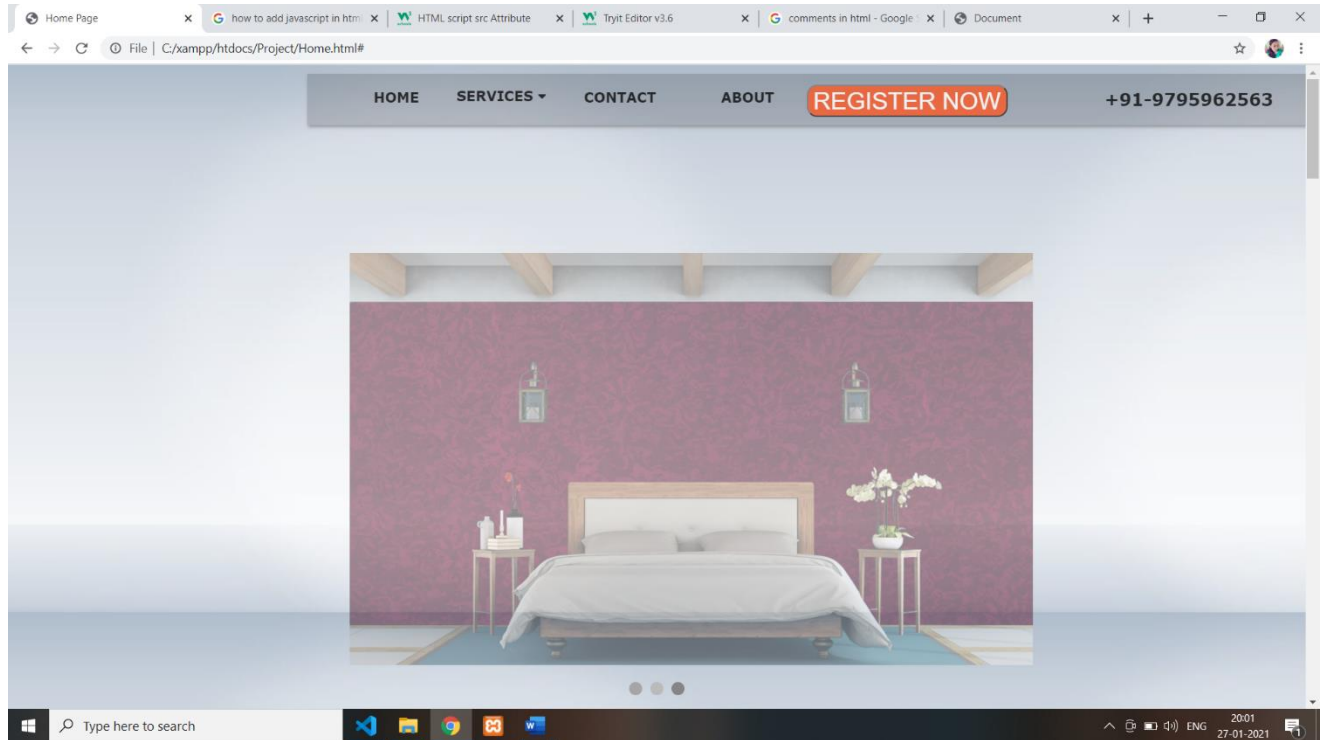 Home Page
how to add javascript in htm
HTML script src Attribute
Tryit Editor v3.6
comments in html - Google
Document
File | C:/xampp/htdocs/Project/Home.html#
HOME SERVICES CONTACT ABOUT REGISTER NOW +91-9795962563
Type here to search
ENG
20:01
27-01-2021